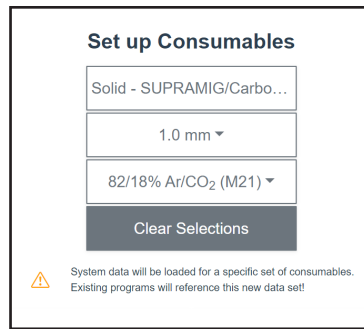 Set up Consumables
Solid - SUPRAMIG/Carbo...
1.0 mm
82/18% Ar/CO₂ (M21)
Clear Selections
System data will be loaded for a specific set of consumables.
Existing programs will reference this new data set!